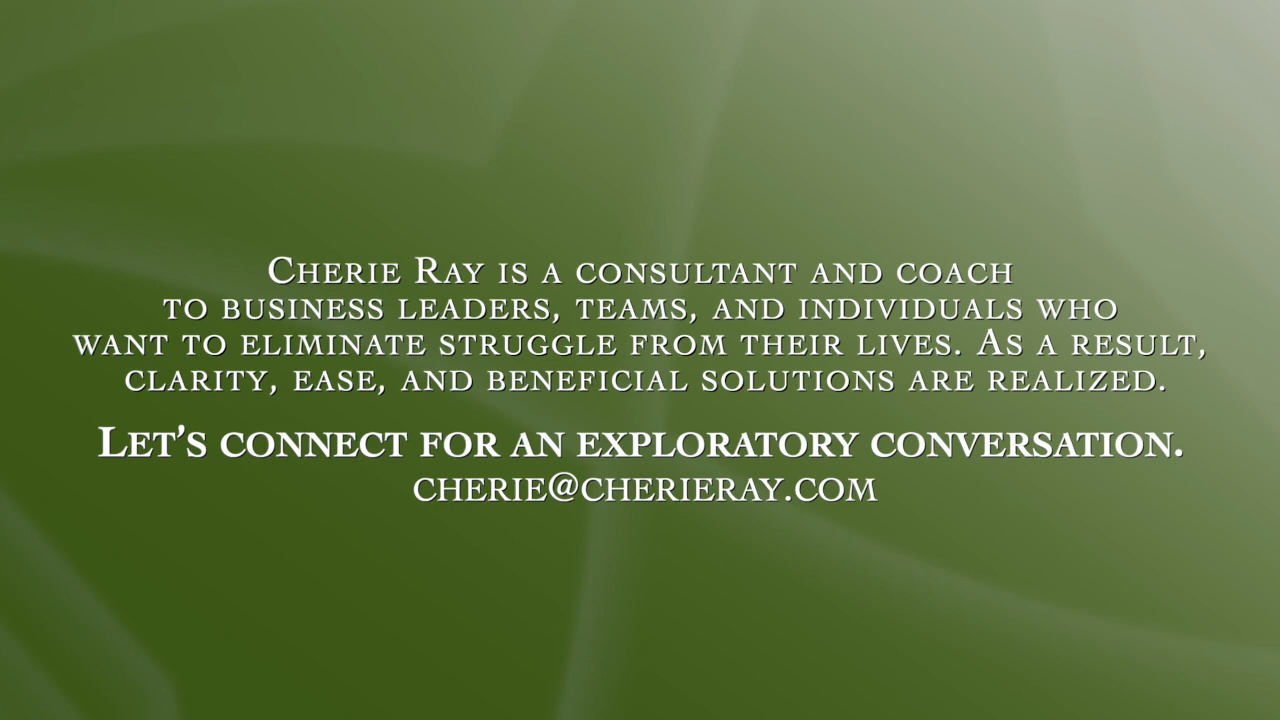 Cherie Ray is a consultant and coach
to business leaders, teams, and individuals who
want to eliminate struggle from their lives. As a result,
clarity, ease, and beneficial solutions are realized.
Let's connect for an exploratory conversation.
cherie@cherieray.com